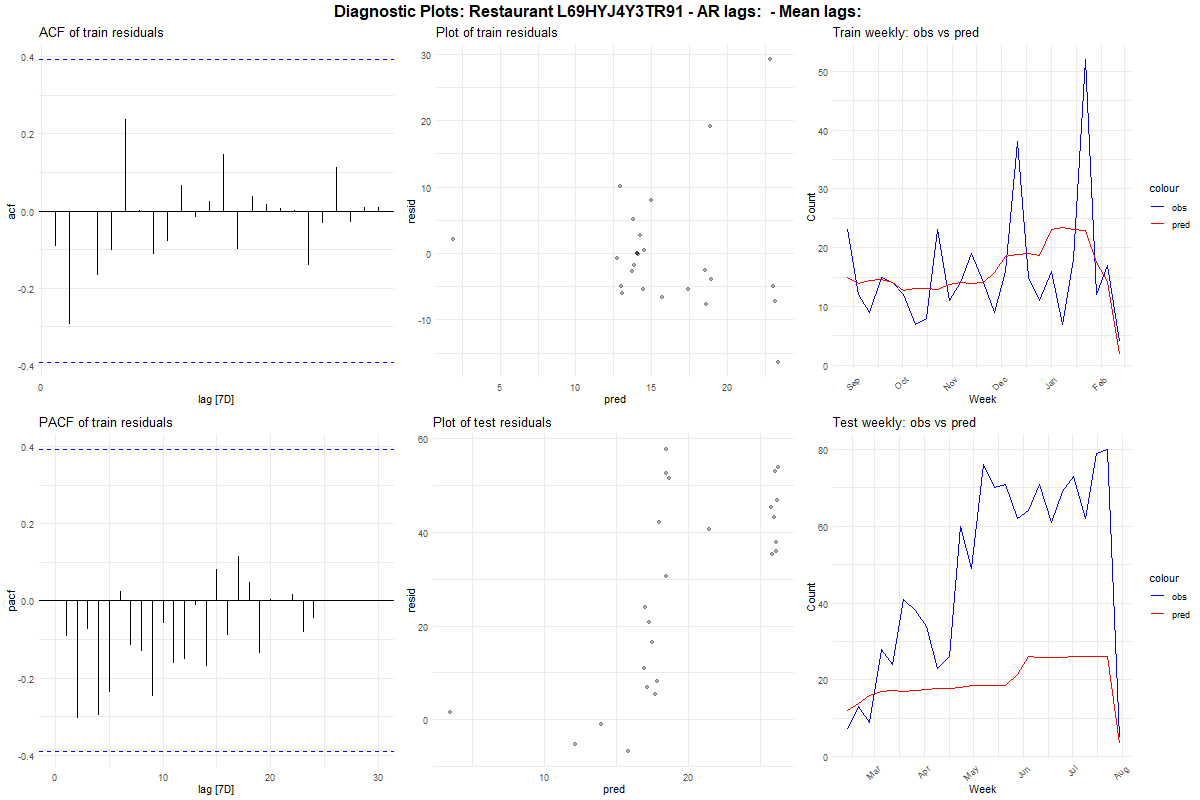 Diagnostic Plots: Restaurant L69HYJ4Y3TR91 - AR lags:  - Mean lags:
ACF of train residuals
acf
0.4
0.2
0.0
-0.2
-0.4
0
lag [7D]
Plot of train residuals
resid
30
20
10
0
-10
5
10
15
20
pred
Train weekly: obs vs pred
Count
50
40
30
20
10
0
Sep
Oct
Nov
Dec
Jan
Feb
Week
colour
obs
pred
PACF of train residuals
pacf
0.4
0.2
0.0
-0.2
-0.4
0
10
20
30
lag [7D]
Plot of test residuals
resid
60
40
20
0
10
20
pred
Test weekly: obs vs pred
Count
80
60
40
20
0
Mar
Apr
May
Jun
Jul
Aug
Week
colour
obs
pred